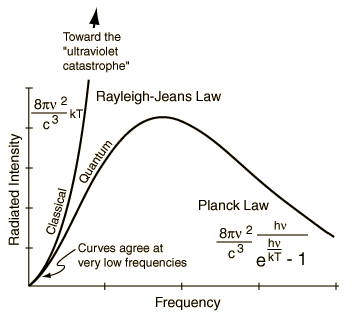 Toward the
"ultraviolet
catastrophe"
Rayleigh-Jeans Law
8πν²/c³ kT
Classical
Quantum
Planck Law
8πν²/c³ hν/(e^(hν/kT) - 1)
Curves agree at
very low frequencies
Radiated Intensity
Frequency